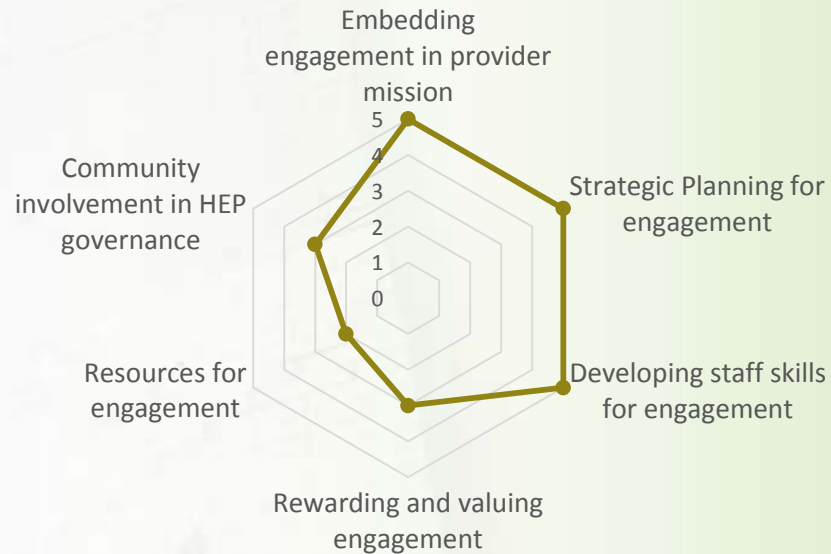 Embedding
engagement in provider
mission
5
4
3
2
1
0
Strategic Planning for
engagement
Developing staff skills
for engagement
Rewarding and valuing
engagement
Resources for
engagement
Community
involvement in HEP
governance